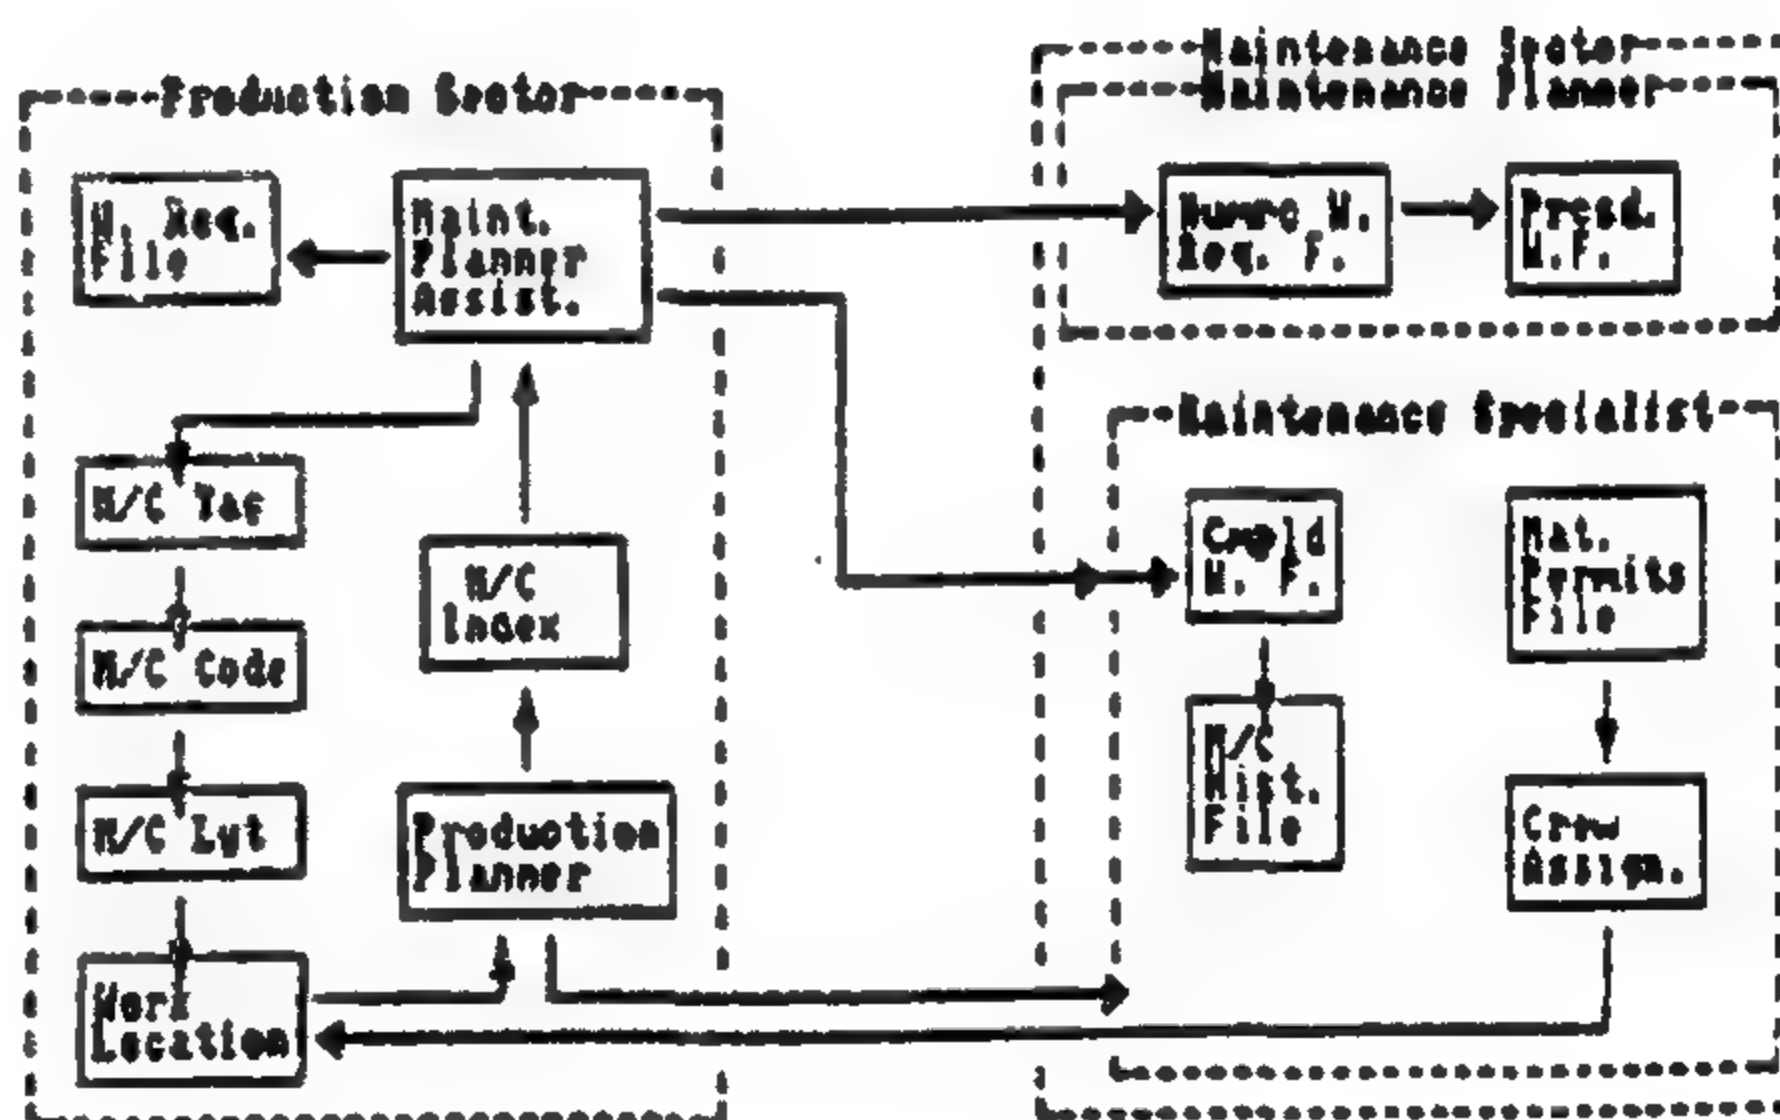 Production Sector
W. Req.
File
Maint.
Planner
Assist.
M/C Tag
M/C Code
M/C Lyt
Work
Location
M/C
Index
Production
Planner
Maintenance Sector
Maintenance Planner
W.
Req. F.
W.F.
Maintenance Specialist
Cmpld
W. F.
M/C
Hist.
File
Mat.
Permits
File
Crew
Assign.